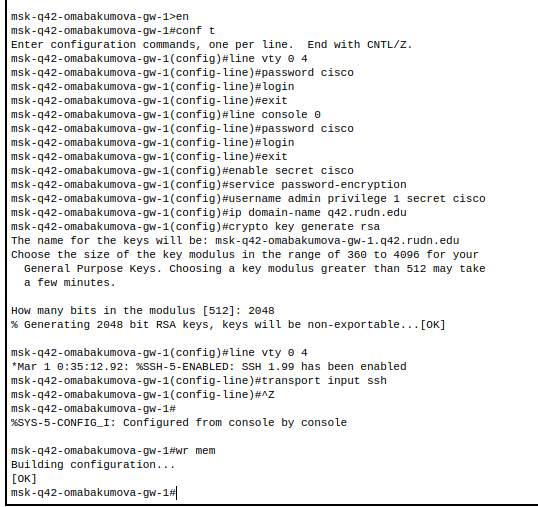 msk-q42-omabakumova-gw-1>en
msk-q42-omabakumova-gw-1#conf t
Enter configuration commands, one per line.  End with CNTL/Z.
msk-q42-omabakumova-gw-1(config)#line vty 0 4
msk-q42-omabakumova-gw-1(config-line)#password cisco
msk-q42-omabakumova-gw-1(config-line)#login
msk-q42-omabakumova-gw-1(config-line)#exit
msk-q42-omabakumova-gw-1(config)#line console 0
msk-q42-omabakumova-gw-1(config-line)#password cisco
msk-q42-omabakumova-gw-1(config-line)#login
msk-q42-omabakumova-gw-1(config-line)#exit
msk-q42-omabakumova-gw-1(config)#enable secret cisco
msk-q42-omabakumova-gw-1(config)#service password-encryption
msk-q42-omabakumova-gw-1(config)#username admin privilege 1 secret cisco
msk-q42-omabakumova-gw-1(config)#ip domain-name q42.rudn.edu
msk-q42-omabakumova-gw-1(config)#crypto key generate rsa
The name for the keys will be: msk-q42-omabakumova-gw-1.q42.rudn.edu
Choose the size of the key modulus in the range of 360 to 4096 for your
  General Purpose Keys. Choosing a key modulus greater than 512 may take
  a few minutes.

How many bits in the modulus [512]: 2048
% Generating 2048 bit RSA keys, keys will be non-exportable...[OK]

msk-q42-omabakumova-gw-1(config)#line vty 0 4
*Mar 1 0:35:12.92: %SSH-5-ENABLED: SSH 1.99 has been enabled
msk-q42-omabakumova-gw-1(config-line)#transport input ssh
msk-q42-omabakumova-gw-1(config-line)#^Z
msk-q42-omabakumova-gw-1#
%SYS-5-CONFIG_I: Configured from console by console

msk-q42-omabakumova-gw-1#wr mem
Building configuration...
[OK]
msk-q42-omabakumova-gw-1#